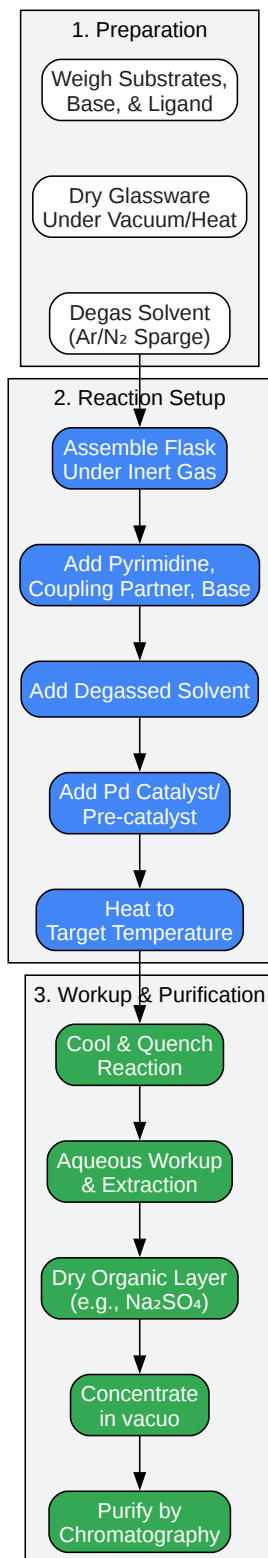 1. Preparation
Weigh Substrates,
Base, & Ligand
Dry Glassware
Under Vacuum/Heat
Degas Solvent
(Ar/N₂ Sparge)
2. Reaction Setup
Assemble Flask
Under Inert Gas
Add Pyrimidine,
Coupling Partner, Base
Add Degassed Solvent
Add Pd Catalyst/
Pre-catalyst
Heat to
Target Temperature
3. Workup & Purification
Cool & Quench
Reaction
Aqueous Workup
& Extraction
Dry Organic Layer
(e.g., Na₂SO₄)
Concentrate
in vacuo
Purify by
Chromatography